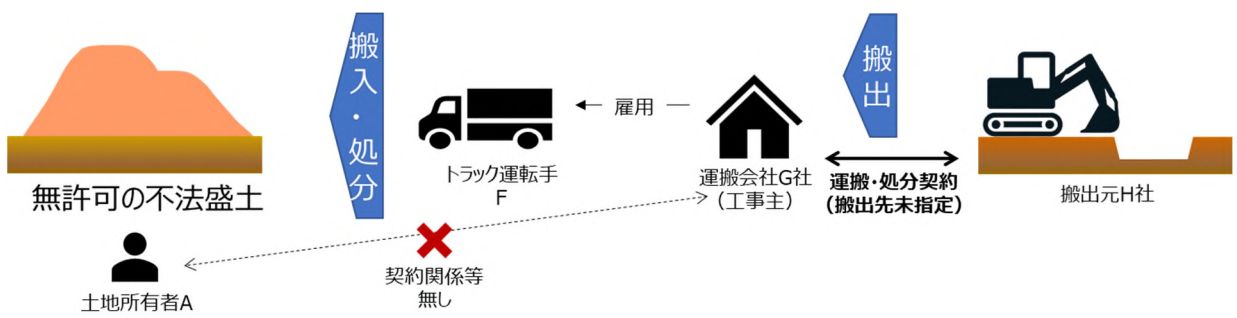 搬入・処分
搬出
← 雇用 —
無許可の不法盛土
トラック運転手
F
運搬会社G社
(工事主)
運搬・処分契約
(搬出先未指定)
搬出元H社
契約関係等
無し
土地所有者A